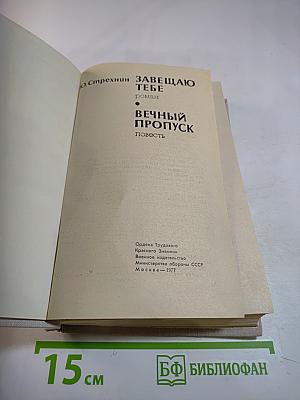 Ю. Стрехнин
ЗАВЕЩАЮ
ТЕБЕ
роман
ВЕЧНЫЙ
ПРОПУСК
повесть
Ордена Трудового
Красного Знамени
Военное издательство
Министерства обороны СССР
Москва — 1977
15 см
БФ БИБЛИОФАН